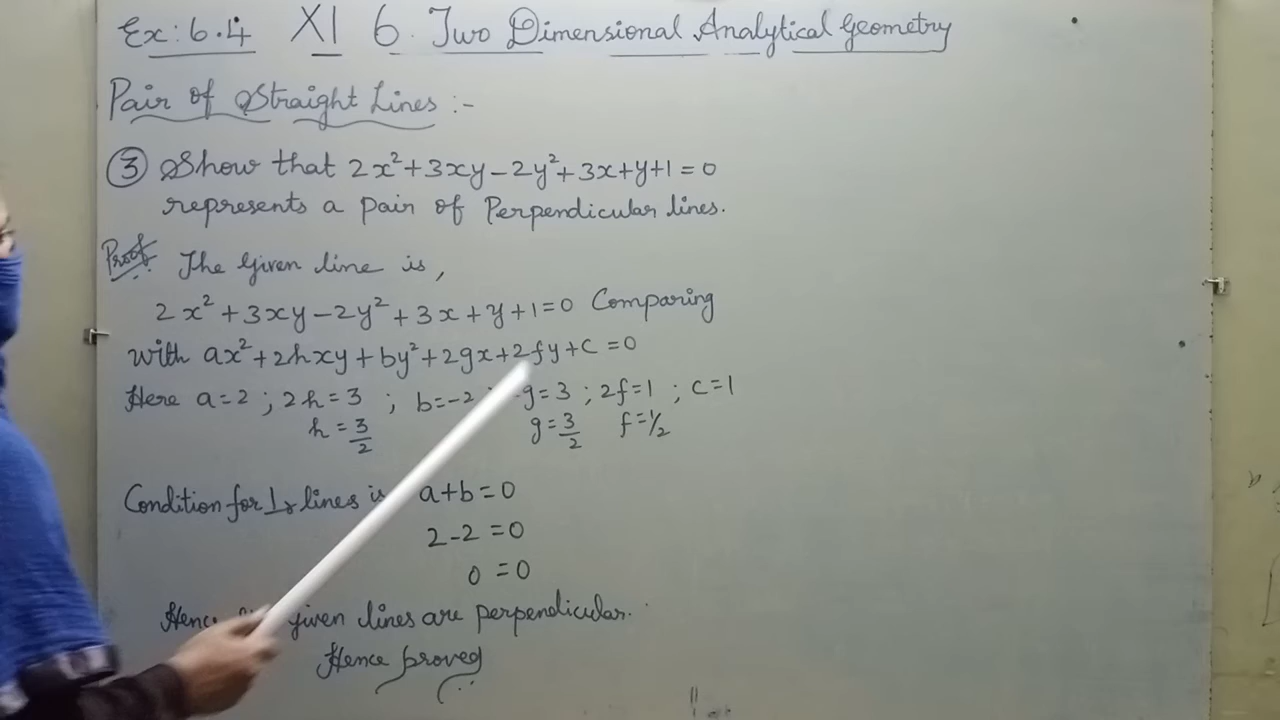 Ex: 6.4 XI 6. Two Dimensional Analytical Geometry
Pair of Straight Lines :-
③ Show that 2x²+3xy-2y²+3x+y+1=0
represents a pair of Perpendicular lines.
Proof: The Given line is,
2x²+3xy-2y²+3x+y+1=0 Comparing
with ax²+2hxy+by²+2gx+2fy+c=0
Here a=2 ; 2h=3 ; b=-2 ; g=3 ; 2f=1 ; c=1
h=3/2 g=3/2 f=1/2
Condition for ⊥r lines is a+b=0
2-2=0
0=0
Hence given lines are perpendicular.
Hence proved